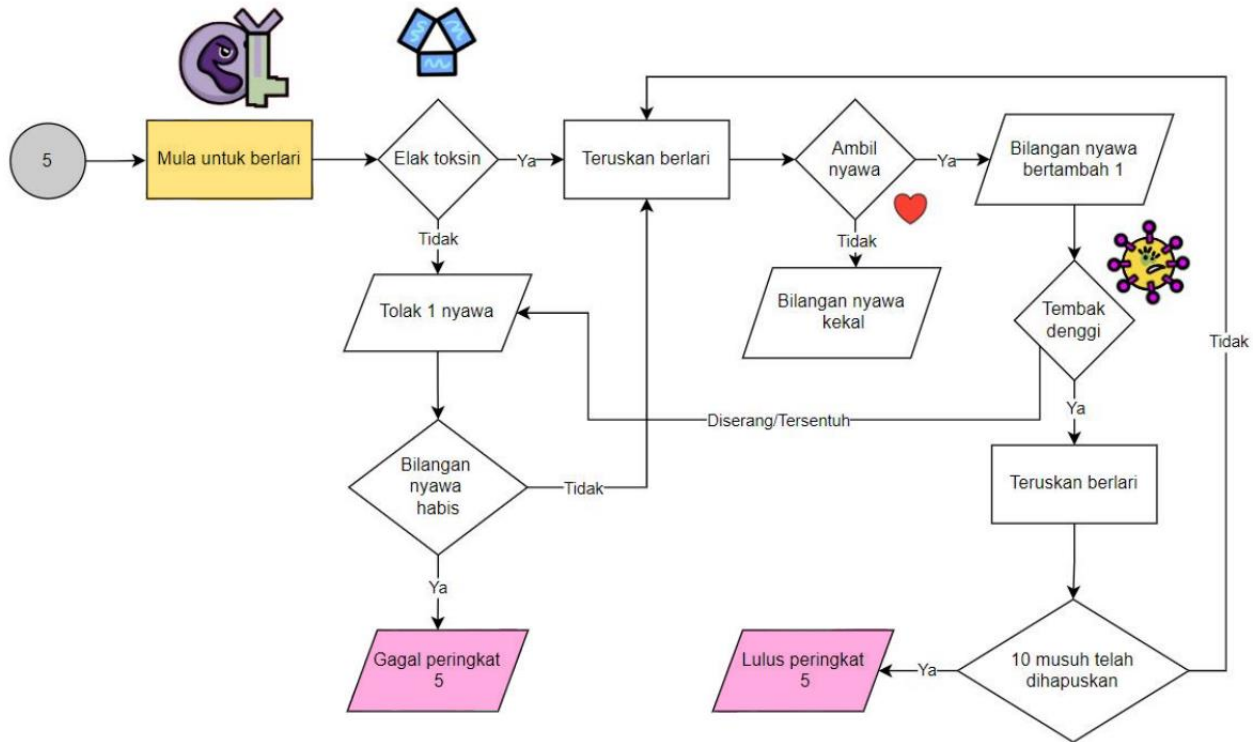 5
Mula untuk berlari
Elak toksin
Ya
Teruskan berlari
Ambil
nyawa
Ya
Bilangan nyawa
bertambah 1
Tidak
Tolak 1 nyawa
Tidak
Bilangan nyawa
kekal
Tembak
denggi
Tidak
Diserang/Tersentuh
Ya
Bilangan
nyawa
habis
Tidak
Teruskan berlari
Ya
Gagal peringkat
5
Lulus peringkat
5
Ya
10 musuh telah
dihapuskan